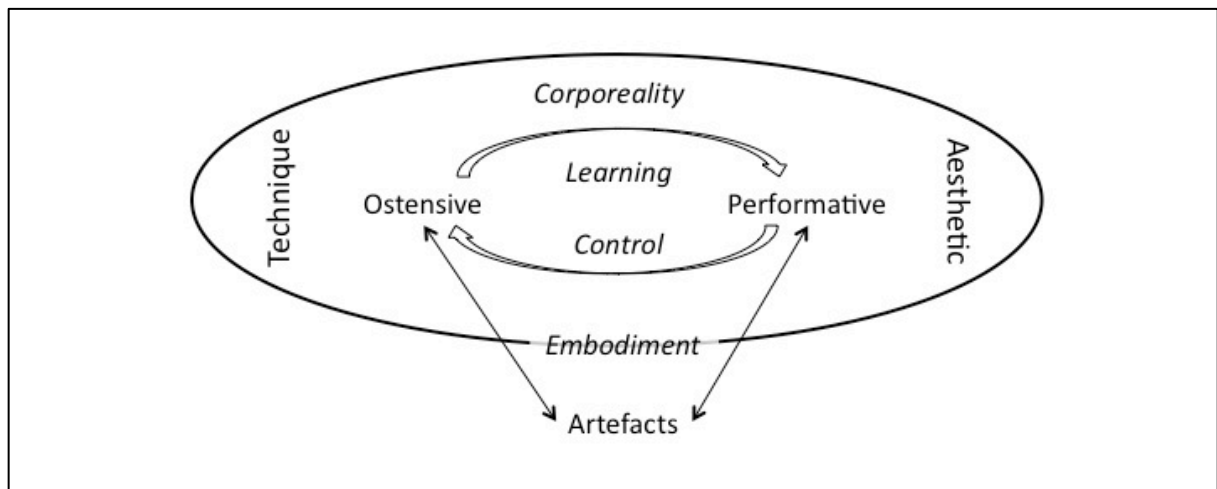 Corporeality
Technique
Aesthetic
Learning
Ostensive
Performative
Control
Embodiment
Artefacts